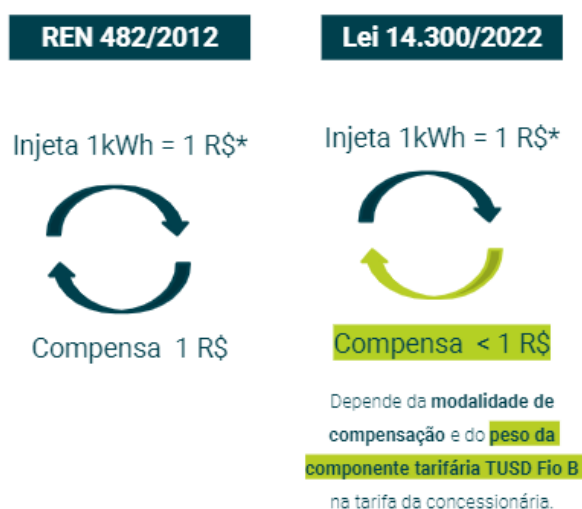 REN 482/2012
Injeta 1kWh = 1 R$*
Compensa 1 R$
Lei 14.300/2022
Injeta 1kWh = 1 R$*
Compensa < 1 R$
Depende da modalidade de
compensação e do peso da
componente tarifária TUSD Fio B
na tarifa da concessionária.